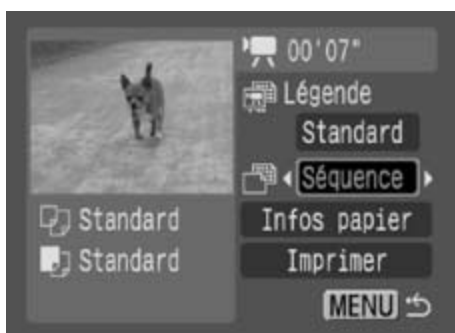 00'07"
Légende
Standard
Séquence
Standard
Infos papier
Standard
Imprimer
MENU